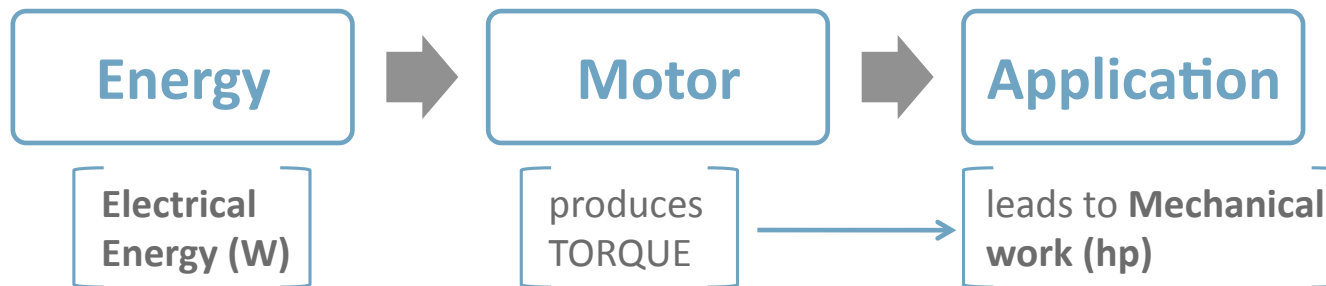 Energy
Motor
Application
Electrical
Energy (W)
produces
TORQUE
leads to Mechanical
work (hp)